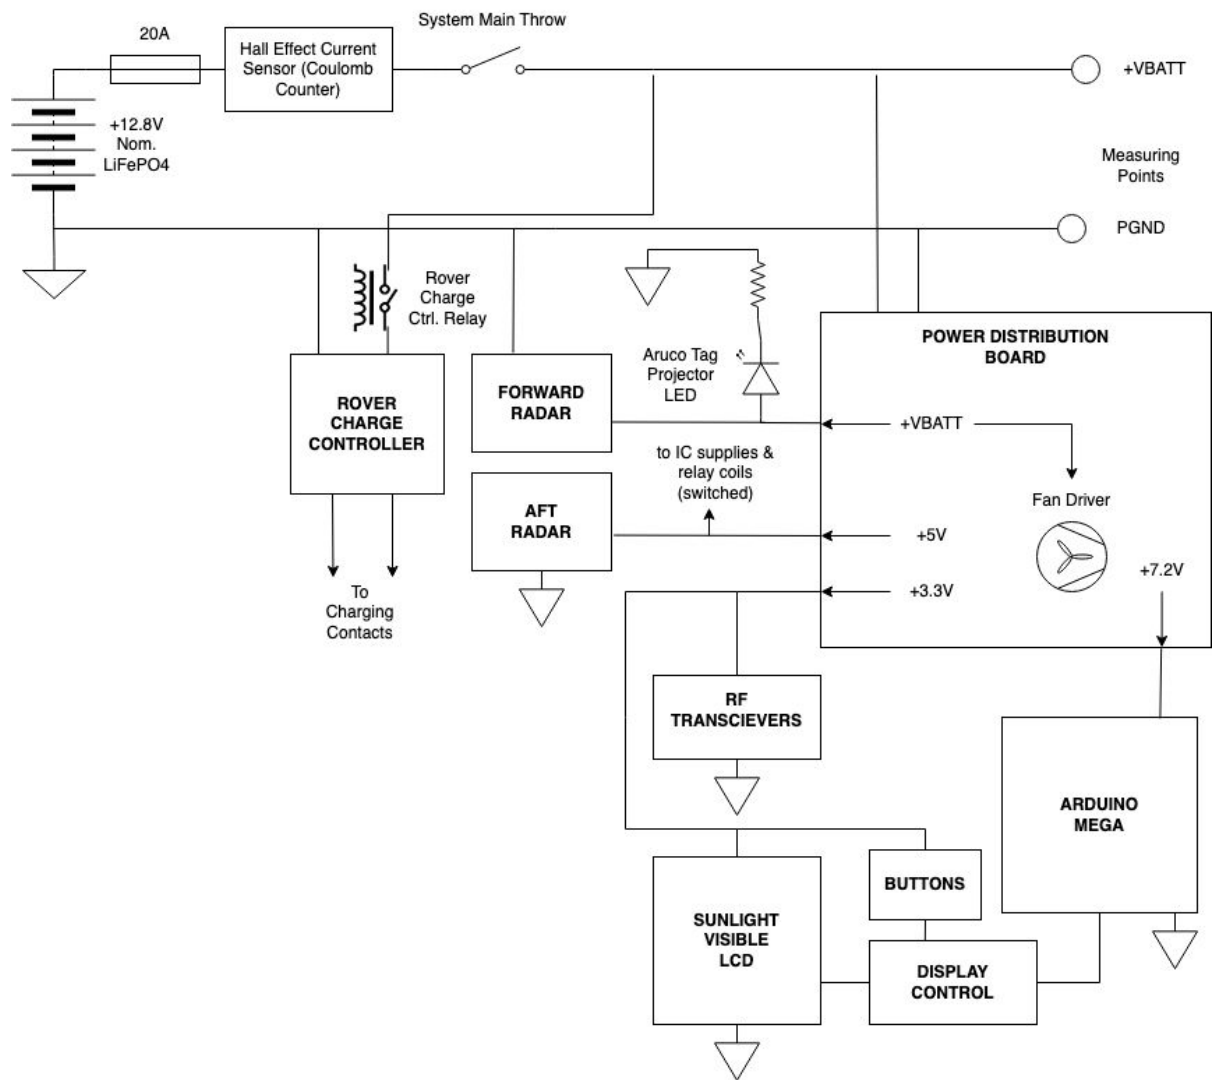 System Main Throw
20A
Hall Effect Current
Sensor (Coulomb
Counter)
+VBATT
+12.8V
Nom.
LiFePO4
Measuring
Points
PGND
Rover
Charge
Ctrl. Relay
POWER DISTRIBUTION
BOARD
Aruco Tag
Projector
LED
FORWARD
RADAR
ROVER
CHARGE
CONTROLLER
+VBATT
to IC supplies &
relay coils
(switched)
Fan Driver
AFT
RADAR
+5V
+7.2V
+3.3V
To
Charging
Contacts
RF
TRANSCIEVERS
ARDUINO
MEGA
BUTTONS
SUNLIGHT
VISIBLE
LCD
DISPLAY
CONTROL